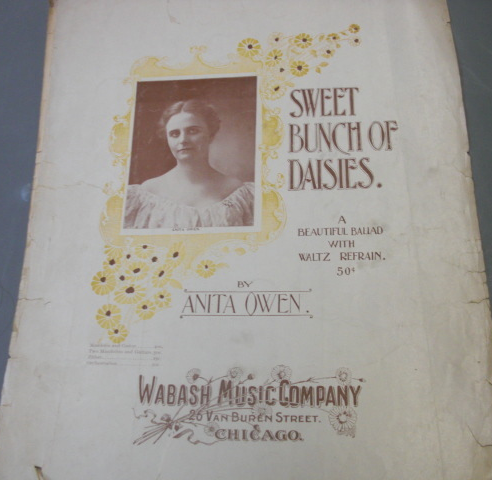 SWEET
BUNCH OF
DAISIES.
A
BEAUTIFUL BALLAD
WITH
WALTZ REFRAIN.
50¢
BY
ANITA OWEN.
WABASH MUSIC COMPANY
26 VAN BUREN STREET.
CHICAGO.